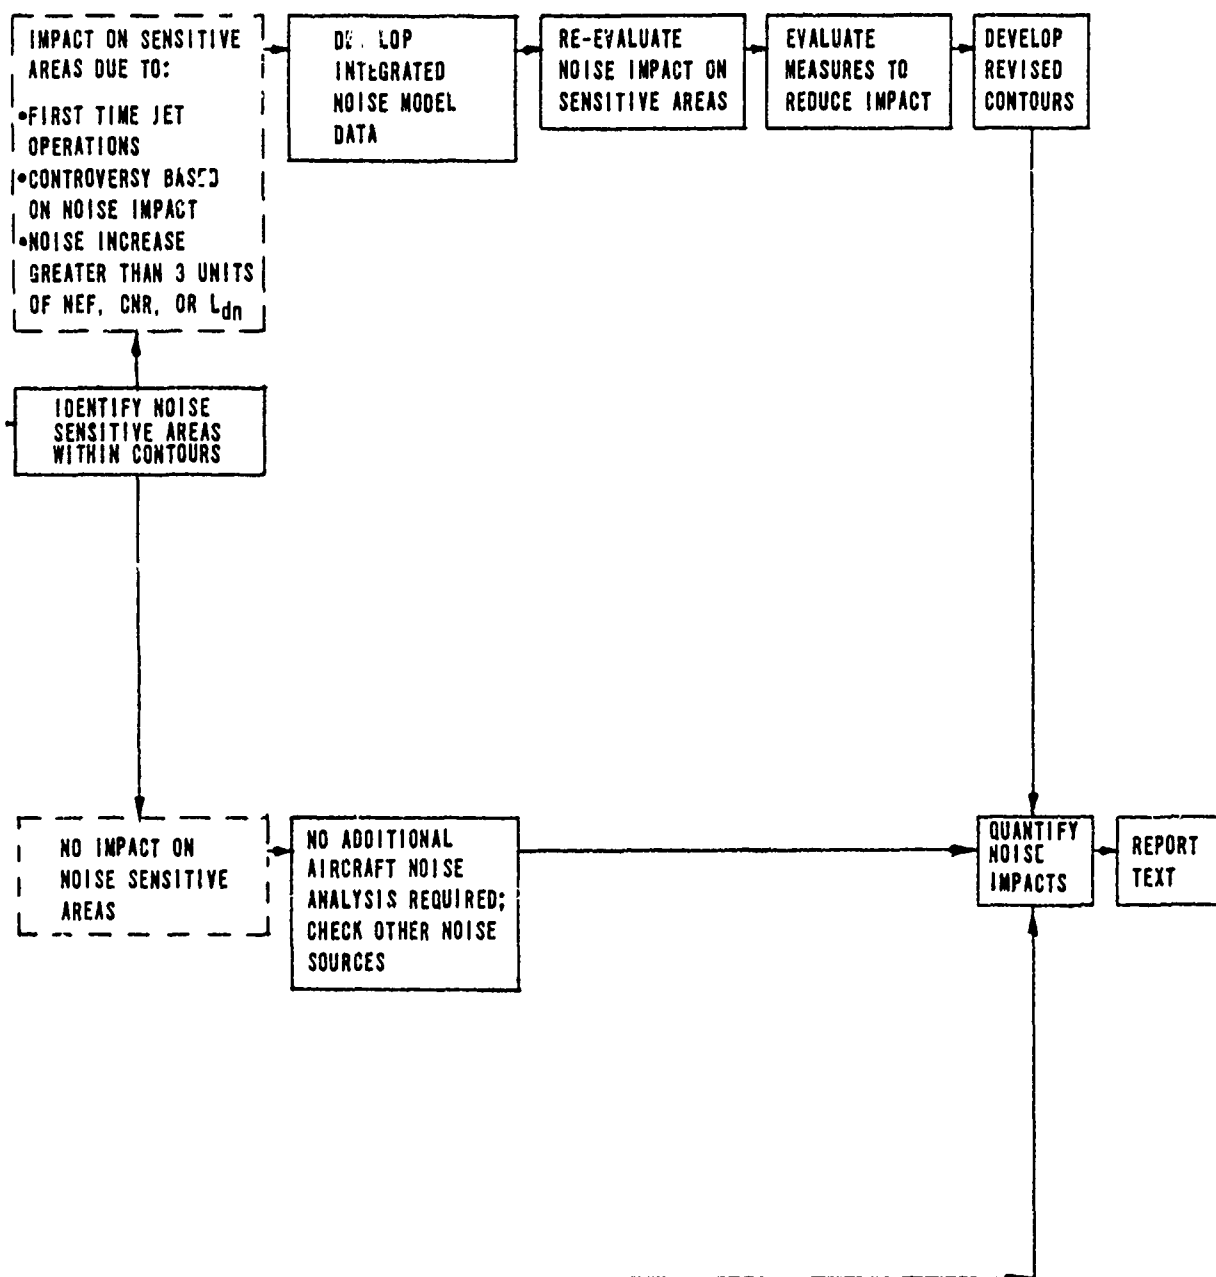 IMPACT ON SENSITIVE
AREAS DUE TO:
•FIRST TIME JET
OPERATIONS
•CONTROVERSY BASED
ON NOISE IMPACT
•NOISE INCREASE
GREATER THAN 3 UNITS
OF NEF, CNR, OR Ldn
DEVELOP
INTEGRATED
NOISE MODEL
DATA
RE-EVALUATE
NOISE IMPACT ON
SENSITIVE AREAS
EVALUATE
MEASURES TO
REDUCE IMPACT
DEVELOP
REVISED
CONTOURS
IDENTIFY NOISE
SENSITIVE AREAS
WITHIN CONTOURS
NO IMPACT ON
NOISE SENSITIVE
AREAS
NO ADDITIONAL
AIRCRAFT NOISE
ANALYSIS REQUIRED;
CHECK OTHER NOISE
SOURCES
QUANTIFY
NOISE
IMPACTS
REPORT
TEXT